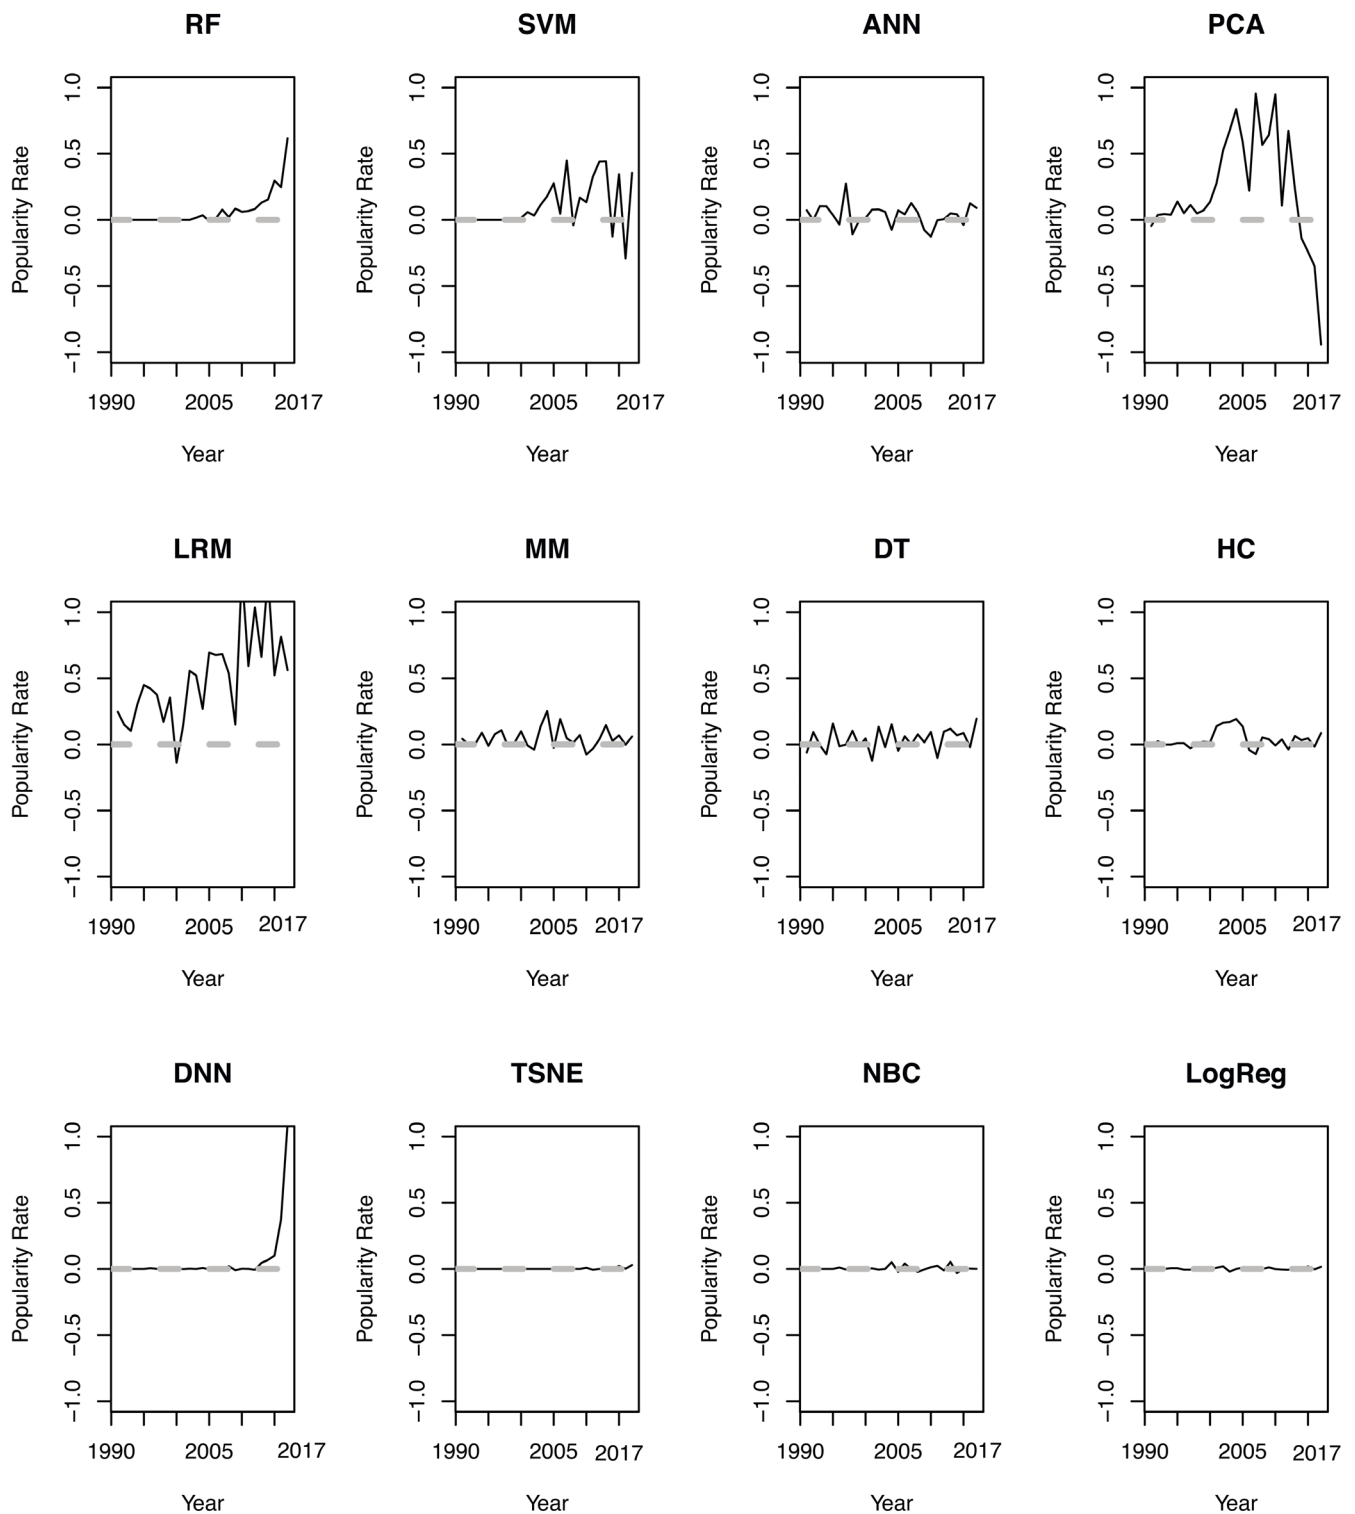 RF SVM ANN PCA
Popularity Rate Popularity Rate Popularity Rate Popularity Rate
1.0 1.0 1.0 1.0
0.5 0.5 0.5 0.5
0.0 0.0 0.0 0.0
−0.5 −0.5 −0.5 −0.5
−1.0 −1.0 −1.0 −1.0
1990 2005 2017 1990 2005 2017 1990 2005 2017 1990 2005 2017
Year Year Year Year
LRM MM DT HC
Popularity Rate Popularity Rate Popularity Rate Popularity Rate
1.0 1.0 1.0 1.0
0.5 0.5 0.5 0.5
0.0 0.0 0.0 0.0
−0.5 −0.5 −0.5 −0.5
−1.0 −1.0 −1.0 −1.0
1990 2005 2017 1990 2005 2017 1990 2005 2017 1990 2005 2017
Year Year Year Year
DNN TSNE NBC LogReg
Popularity Rate Popularity Rate Popularity Rate Popularity Rate
1.0 1.0 1.0 1.0
0.5 0.5 0.5 0.5
0.0 0.0 0.0 0.0
−0.5 −0.5 −0.5 −0.5
−1.0 −1.0 −1.0 −1.0
1990 2005 2017 1990 2005 2017 1990 2005 2017 1990 2005 2017
Year Year Year Year